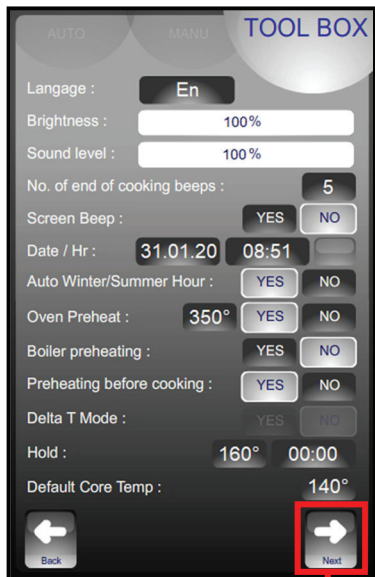 AUTO MANU TOOL BOX
Langage : En
Brightness : 100%
Sound level : 100%
No. of end of cooking beeps : 5
Screen Beep : YES NO
Date / Hr : 31.01.20 08:51
Auto Winter/Summer Hour : YES NO
Oven Preheat : 350° YES NO
Boiler preheating : YES NO
Preheating before cooking : YES NO
Delta T Mode : YES NO
Hold : 160° 00:00
Default Core Temp : 140°
Back Next